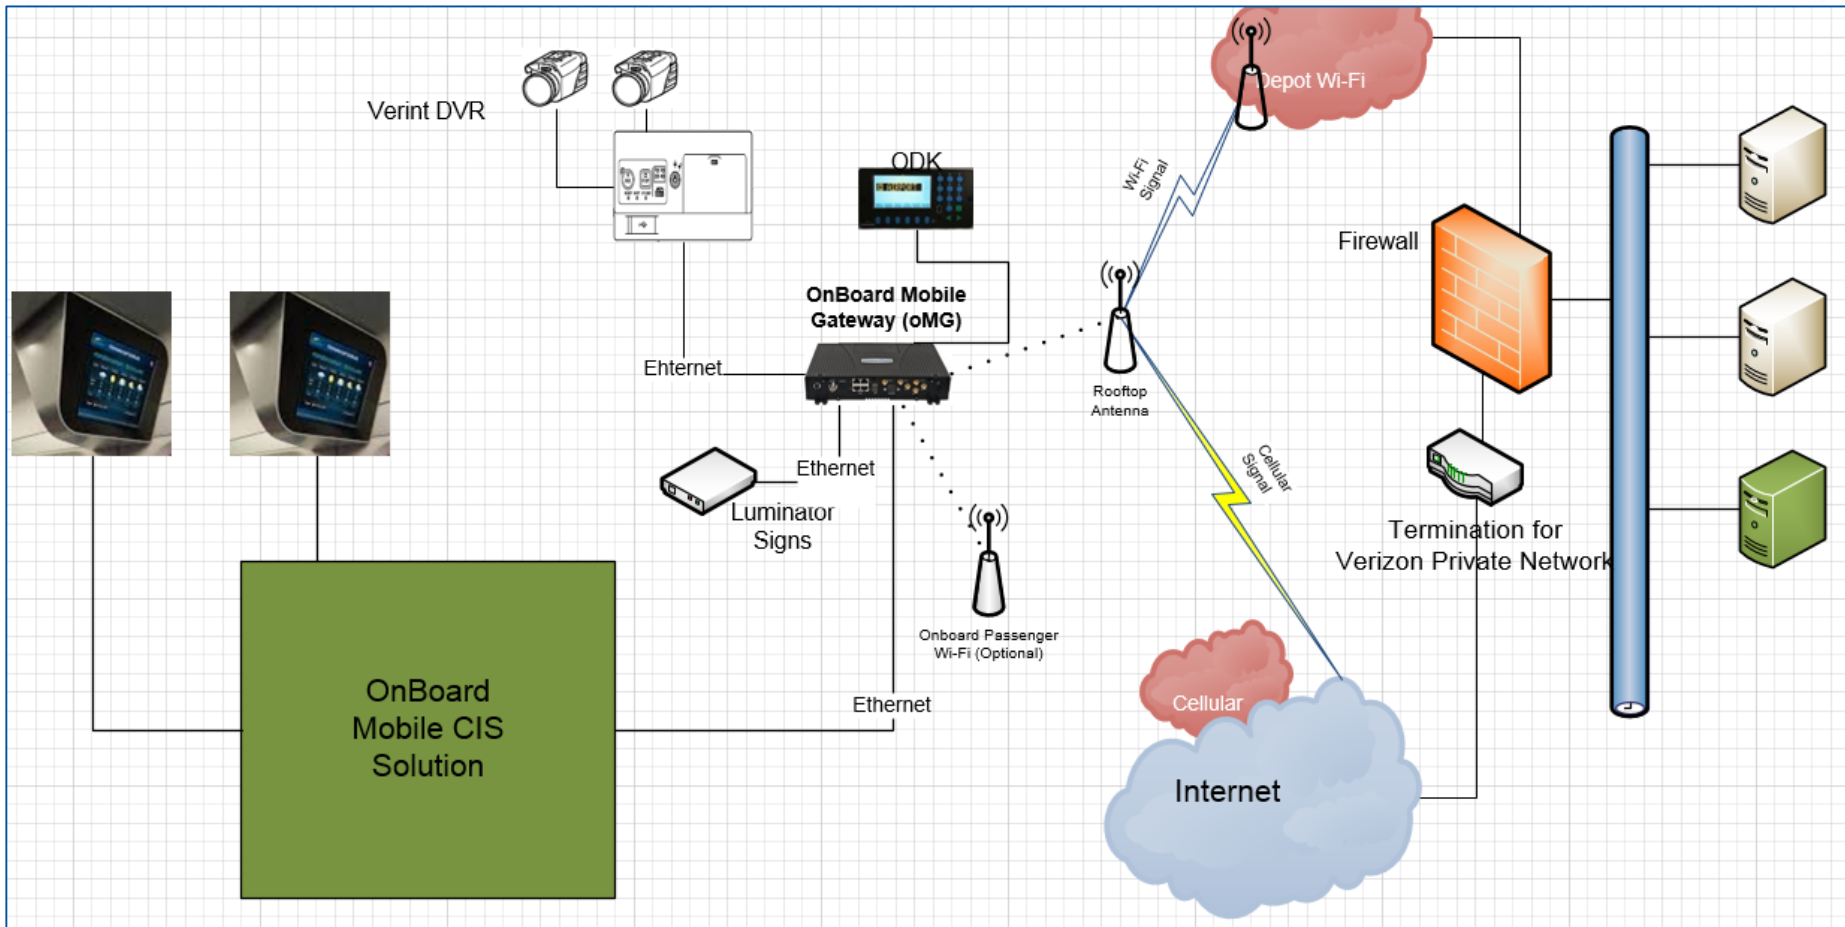 Depot Wi-Fi
Verint DVR
ODK
AIRPORT
Wi-Fi
Signal
Firewall
OnBoard Mobile
Gateway (oMG)
Ehternet
Rooftop
Antenna
Ethernet
Cellular
Signal
Luminator
Signs
Termination for
Verizon Private Network
Onboard Passenger
Wi-Fi (Optional)
OnBoard
Mobile CIS
Solution
Ethernet
Cellular
Internet